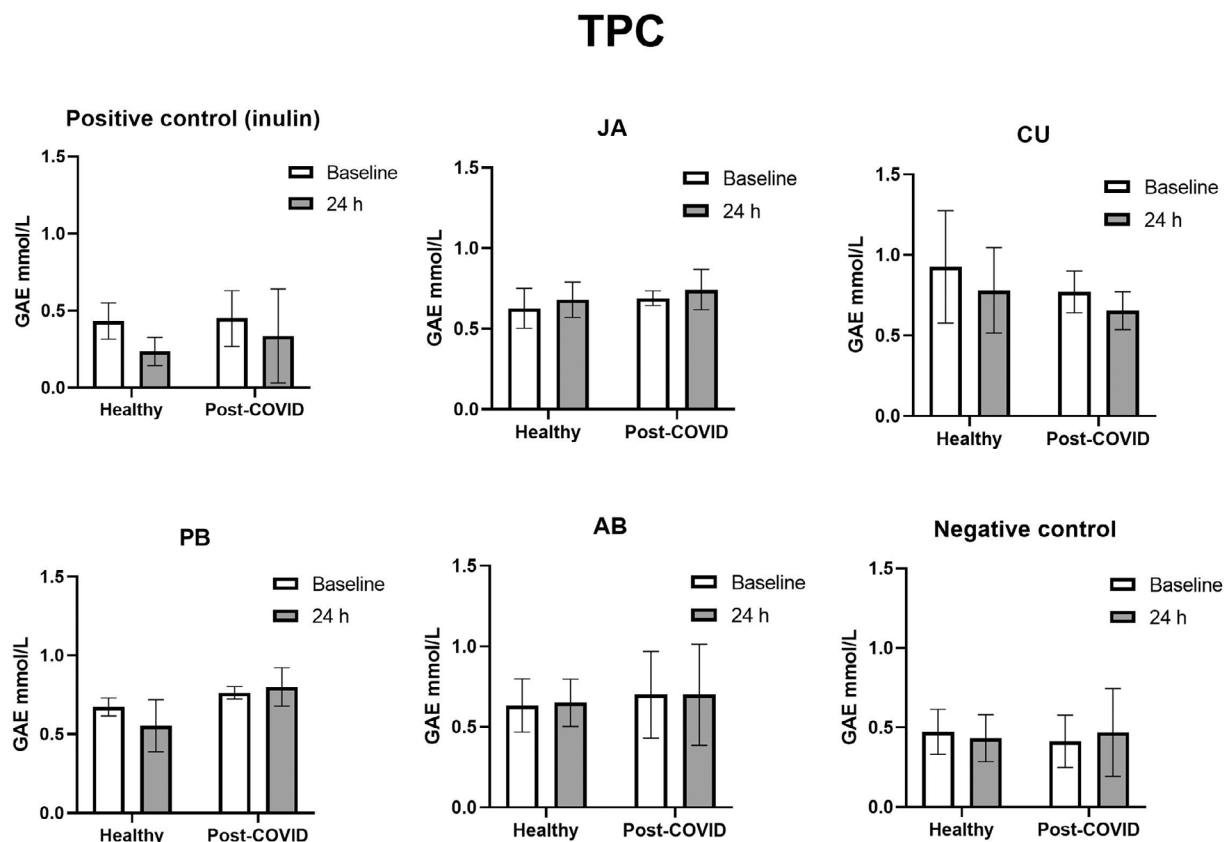 TPC
Positive control (inulin)
GAE mmol/L
1.5
1.0
0.5
0.0
Baseline
24 h
Healthy
Post-COVID
JA
GAE mmol/L
1.5
1.0
0.5
0.0
Baseline
24 h
Healthy
Post-COVID
CU
GAE mmol/L
1.5
1.0
0.5
0.0
Baseline
24 h
Healthy
Post-COVID
PB
GAE mmol/L
1.5
1.0
0.5
0.0
Baseline
24 h
Healthy
Post-COVID
AB
GAE mmol/L
1.5
1.0
0.5
0.0
Baseline
24 h
Healthy
Post-COVID
Negative control
GAE mmol/L
1.5
1.0
0.5
0.0
Baseline
24 h
Healthy
Post-COVID